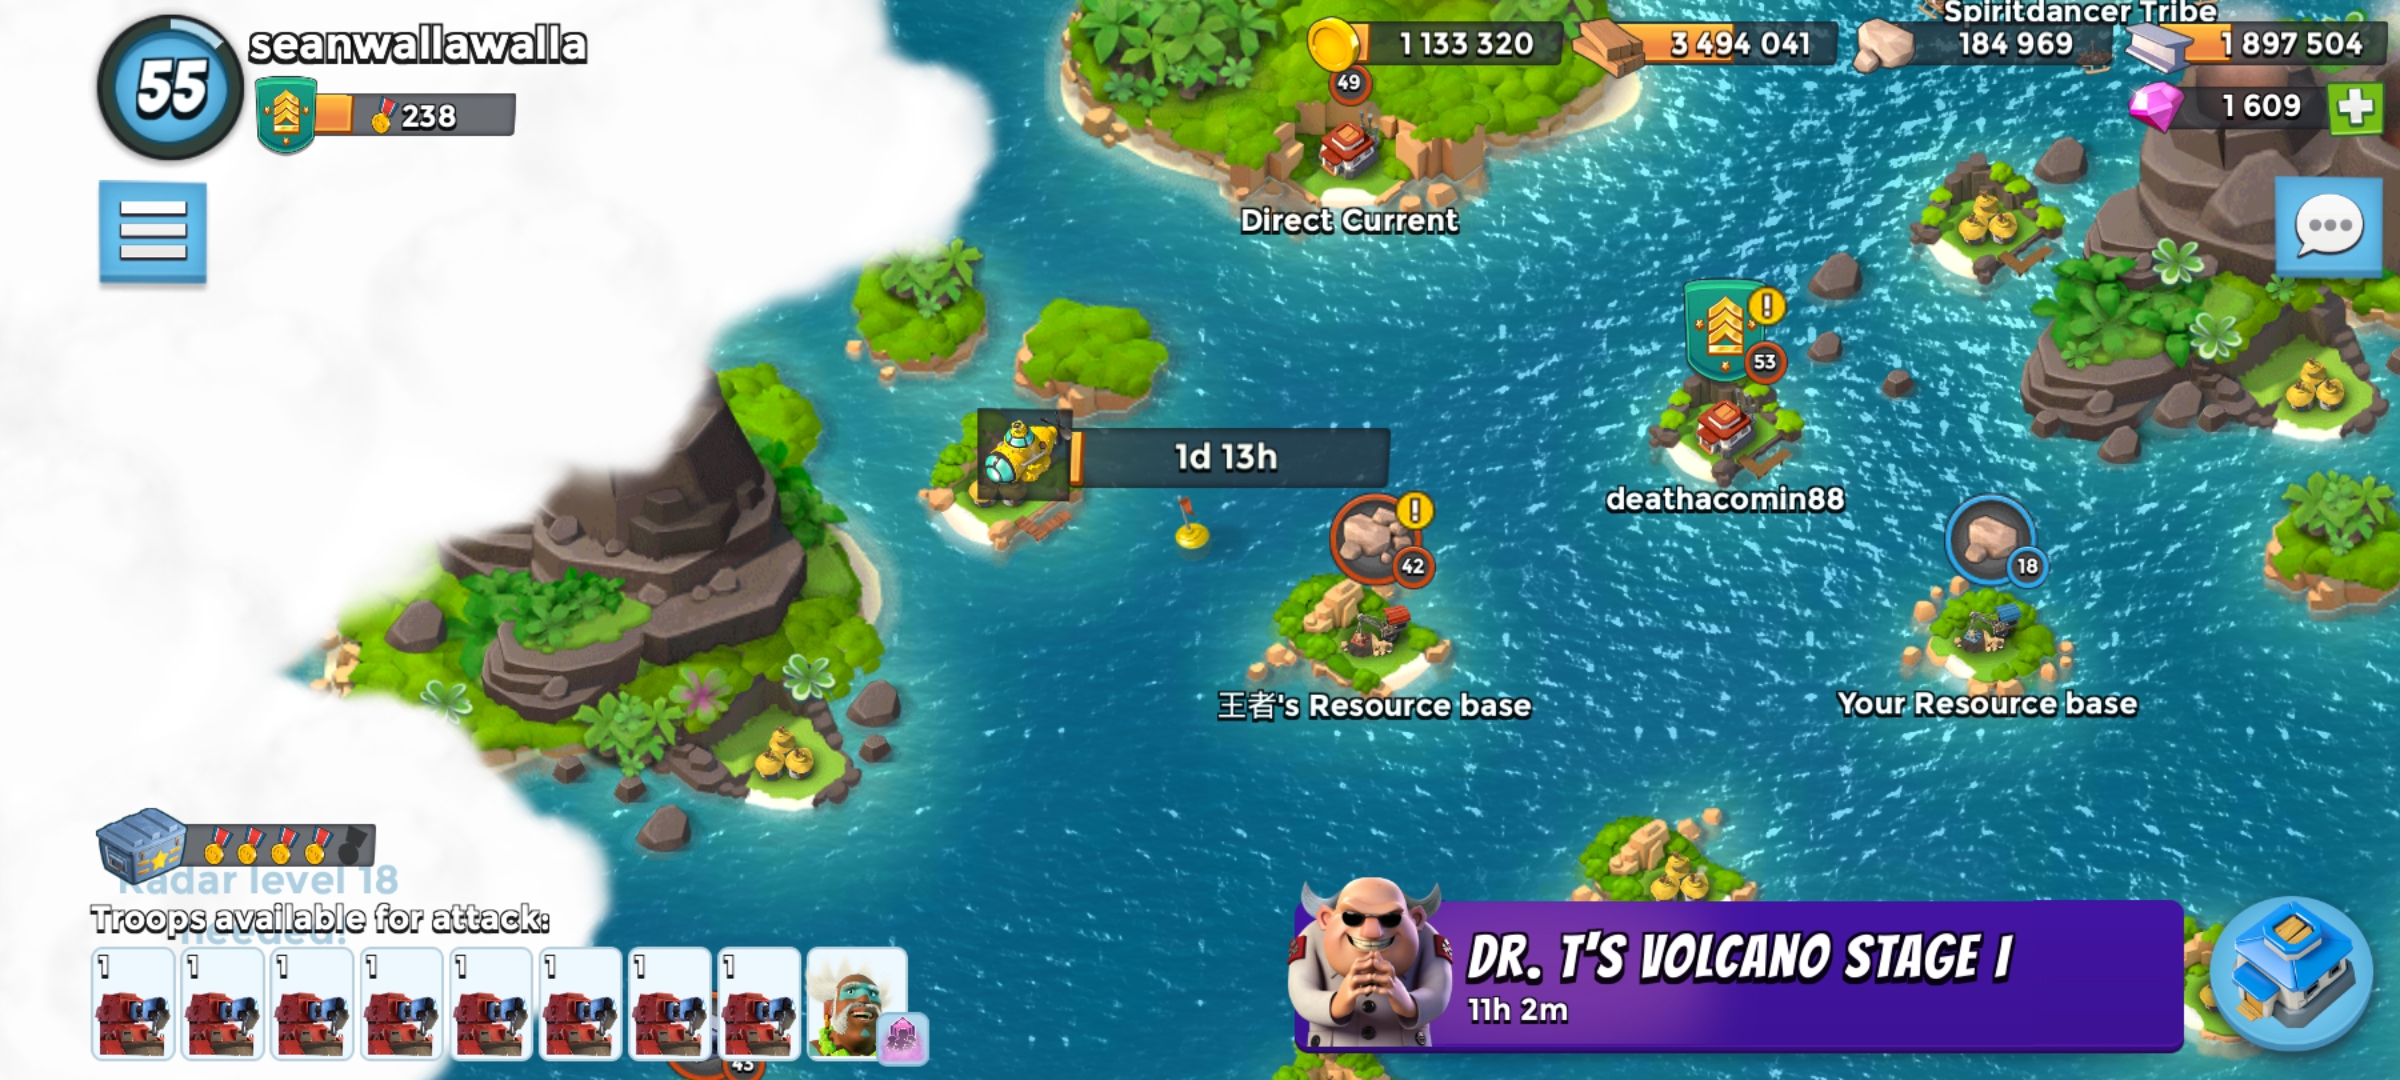 55
seanwallawalla
238
Spiritdancer Tribe
1 133 320
3 494 041
184 969
1 897 504
1 609
49
Direct Current
53
deathacomin88
1d 13h
42
王者's Resource base
18
Your Resource base
Radar level 18
needed!
Troops available for attack:
1
1
1
1
1
1
1
1
43
DR. T'S VOLCANO STAGE I
11h 2m